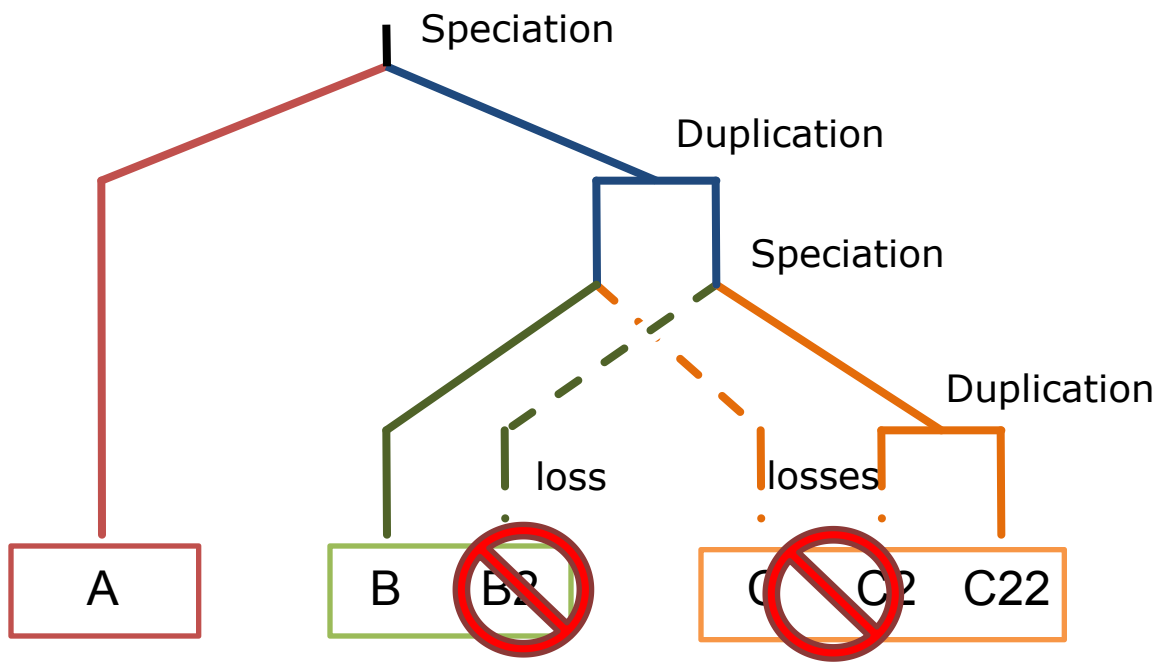 Speciation
Duplication
Speciation
Duplication
loss
losses
A
B
B2
C
C2
C22